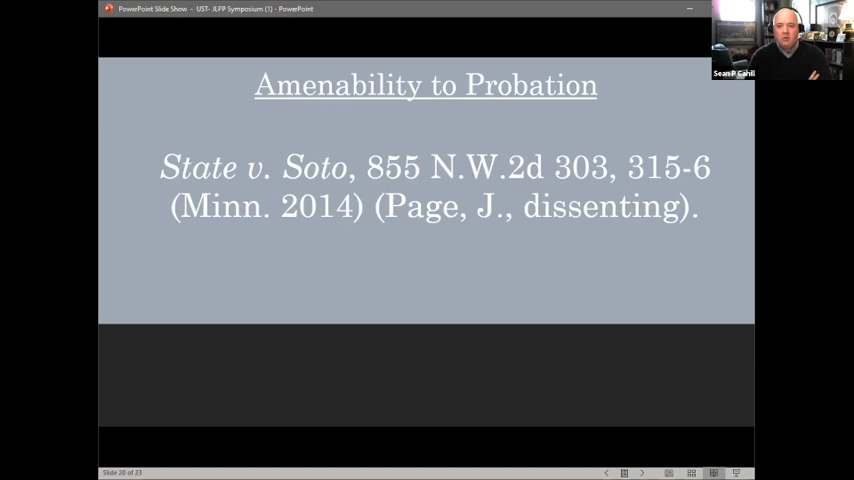 PowerPoint Slide Show - UST- JLPP Symposium (1) - PowerPoint
Sean P Cahill
Amenability to Probation
State v. Soto, 855 N.W.2d 303, 315-6
(Minn. 2014) (Page, J., dissenting).
Slide 20 of 23